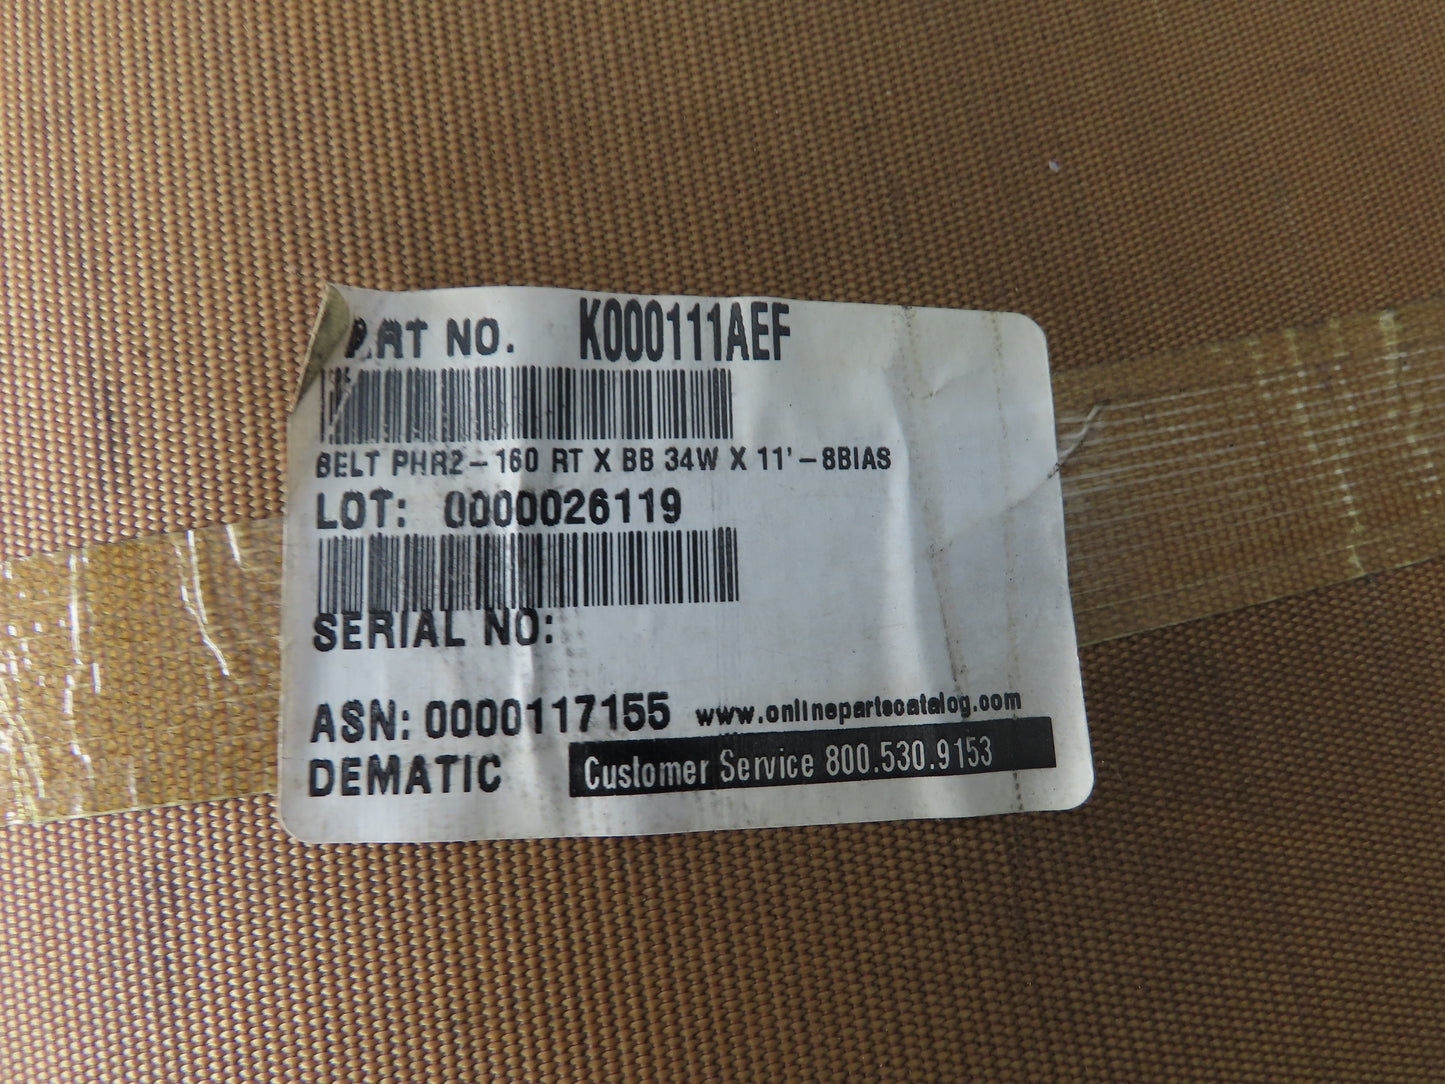 PART NO. K000111AEF
BELT PHR2-160 RT X BB 34W X 11'-8BIAS
LOT: 0000026119
SERIAL NO:
ASN: 0000117155 www.onlinepartscatalog.com
DEMATIC Customer Service 800.530.9153